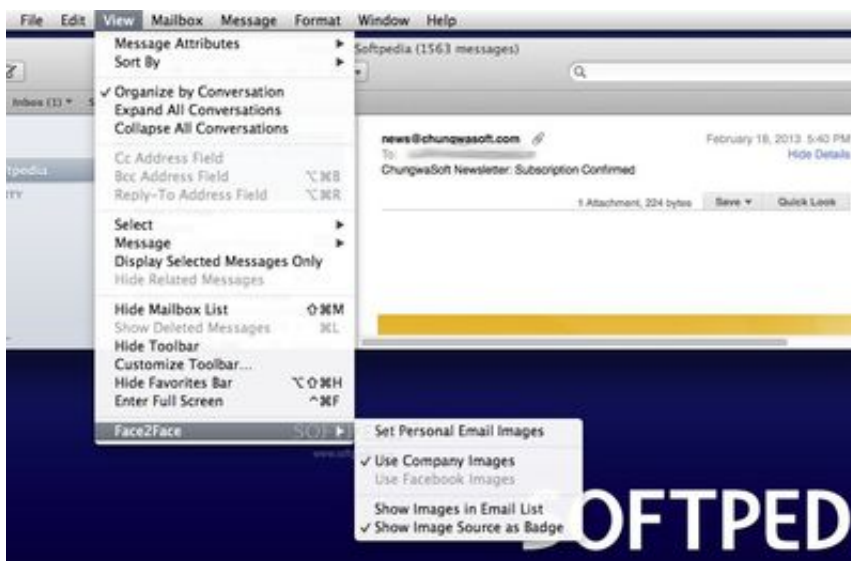 File Edit View Mailbox Message Format Window Help
Softpedia (1563 messages)
Inbox (1)
Message Attributes
Sort By
✓ Organize by Conversation
Expand All Conversations
Collapse All Conversations
Cc Address Field
Bcc Address Field ⌥⌘B
Reply-To Address Field ⌥⌘R
Select
Message
Display Selected Messages Only
Hide Related Messages
Hide Mailbox List ⇧⌘M
Show Deleted Messages ⌘L
Hide Toolbar
Customize Toolbar...
Hide Favorites Bar ⌥⇧⌘H
Enter Full Screen ^⌘F
Face2Face
Set Personal Email Images
✓ Use Company Images
Use Facebook Images
Show Images in Email List
✓ Show Image Source as Badge
news@chungwasoft.com February 18, 2013 5:40 PM
To: Hide Details
ChungwaSoft Newsletter: Subscription Confirmed
1 Attachment, 224 bytes Save Quick Look
SOFTPED